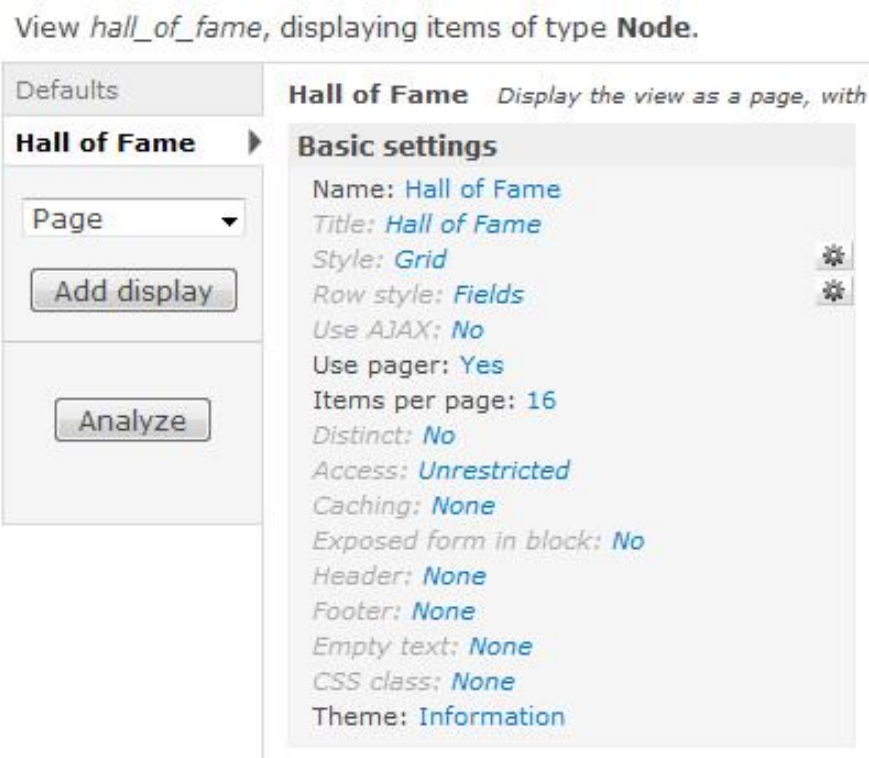 View hall_of_fame, displaying items of type Node.
Defaults
Hall of Fame
Page
Add display
Analyze
Hall of Fame Display the view as a page, with
Basic settings
Name: Hall of Fame
Title: Hall of Fame
Style: Grid
Row style: Fields
Use AJAX: No
Use pager: Yes
Items per page: 16
Distinct: No
Access: Unrestricted
Caching: None
Exposed form in block: No
Header: None
Footer: None
Empty text: None
CSS class: None
Theme: Information